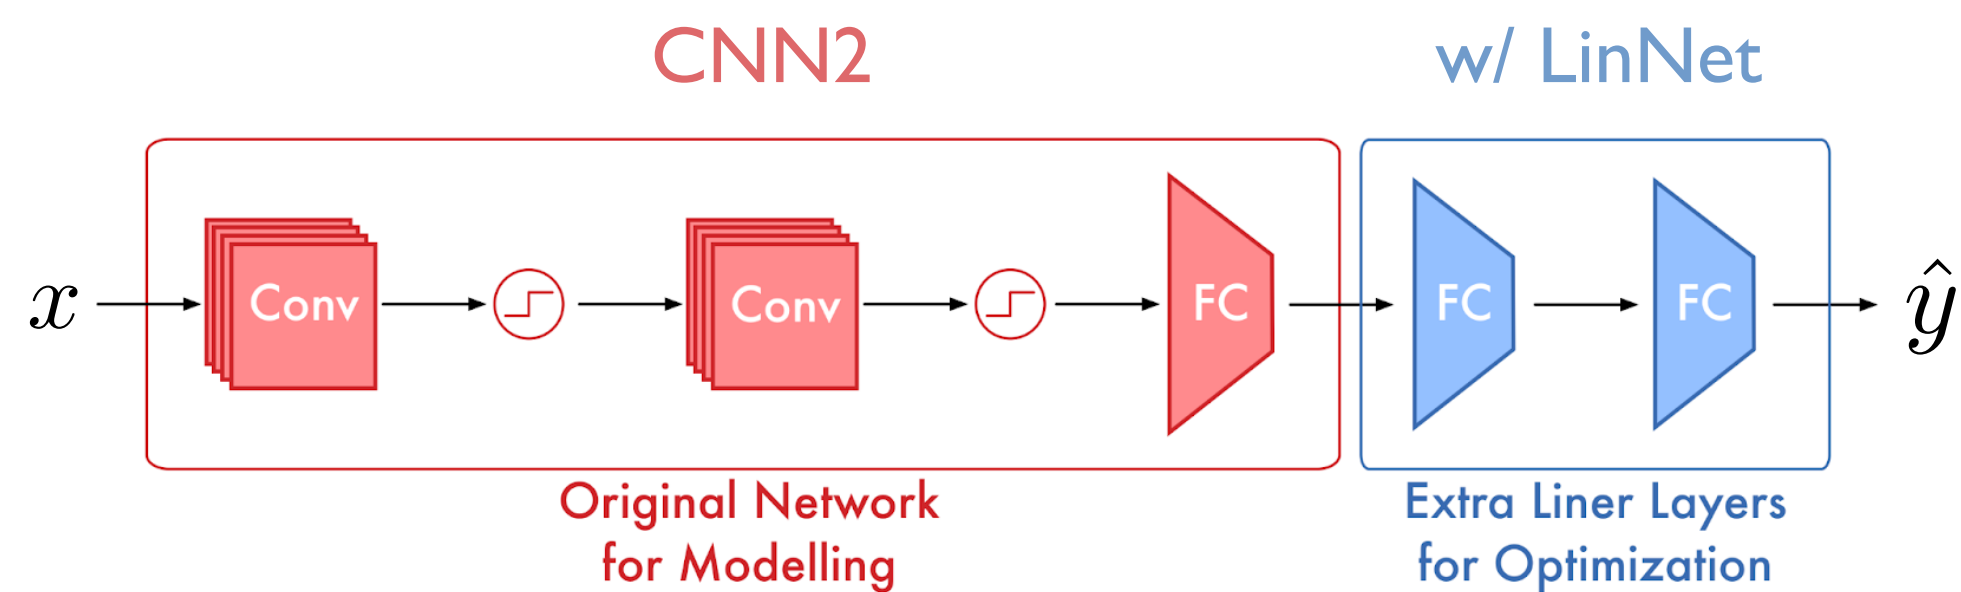 CNN2
w/ LinNet
x
Conv
Conv
FC
FC
FC
ŷ
Original Network
for Modelling
Extra Liner Layers
for Optimization